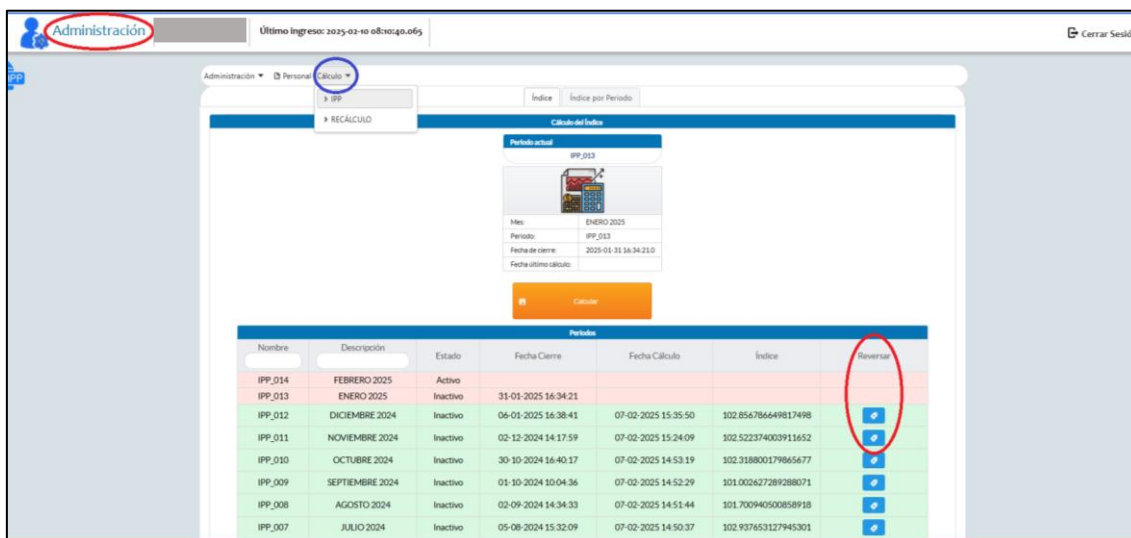 Administración
Último ingreso: 2025-02-10 08:10:40.065
Cerrar Sesió
IPP
Administración Personal Cálculo
IPP
RECÁLCULO
Índice Índice por Periodo
Cálculo del Índice
Periodo actual
IPP_013
Mes: ENERO 2025
Periodo: IPP_013
Fecha de cierre: 2025-01-31 16:34:21.0
Fecha último cálculo:
Calcular
Periodos
Nombre Descripción Estado Fecha Cierre Fecha Cálculo Índice Reversar
IPP_014 FEBRERO 2025 Activo
IPP_013 ENERO 2025 Inactivo 31-01-2025 16:34:21
IPP_012 DICIEMBRE 2024 Inactivo 06-01-2025 16:38:41 07-02-2025 15:35:50 102.856786649817498
IPP_011 NOVIEMBRE 2024 Inactivo 02-12-2024 14:17:59 07-02-2025 15:24:09 102.522374003911652
IPP_010 OCTUBRE 2024 Inactivo 30-10-2024 16:40:17 07-02-2025 14:53:19 102.318800179865677
IPP_009 SEPTIEMBRE 2024 Inactivo 01-10-2024 10:04:36 07-02-2025 14:52:29 101.002627289288071
IPP_008 AGOSTO 2024 Inactivo 02-09-2024 14:34:33 07-02-2025 14:51:44 101.700940500858918
IPP_007 JULIO 2024 Inactivo 05-08-2024 15:32:09 07-02-2025 14:50:37 102.937653127945301